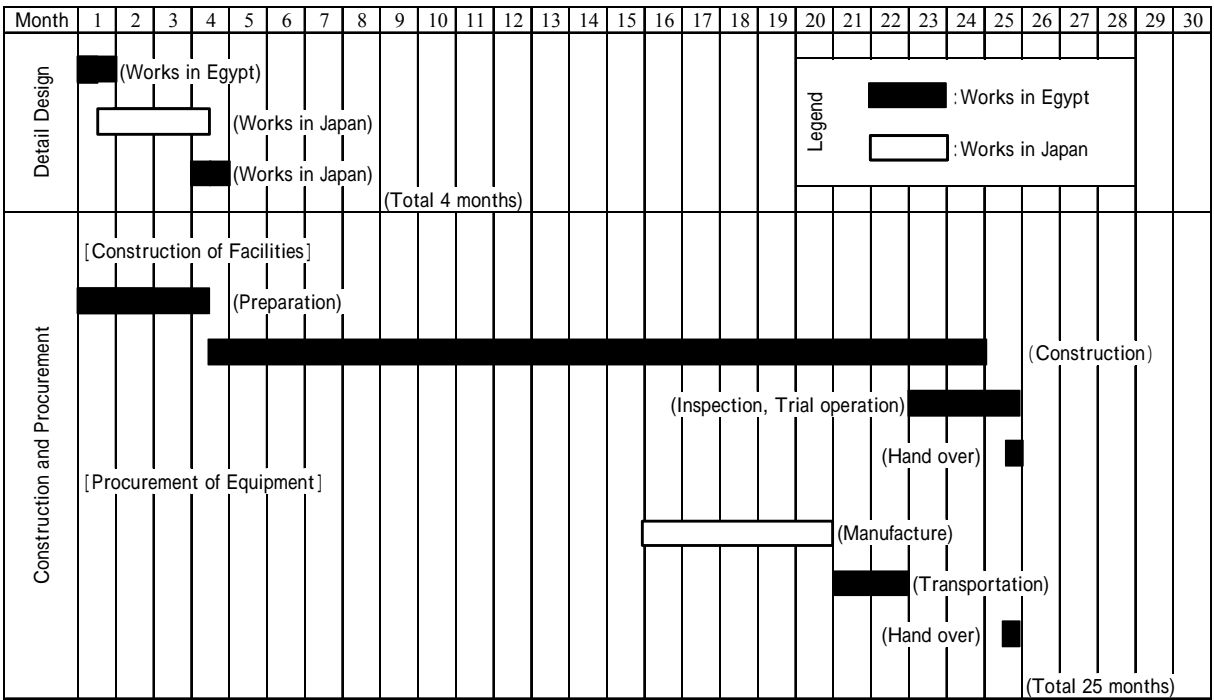 Month 1 2 3 4 5 6 7 8 9 10 11 12 13 14 15 16 17 18 19 20 21 22 23 24 25 26 27 28 29 30
Detail Design
(Works in Egypt)
(Works in Japan)
(Works in Japan)
(Total 4 months)
Legend
:Works in Egypt
:Works in Japan
Construction and Procurement
[Construction of Facilities]
(Preparation)
(Construction)
(Inspection, Trial operation)
(Hand over)
[Procurement of Equipment]
(Manufacture)
(Transportation)
(Hand over)
(Total 25 months)